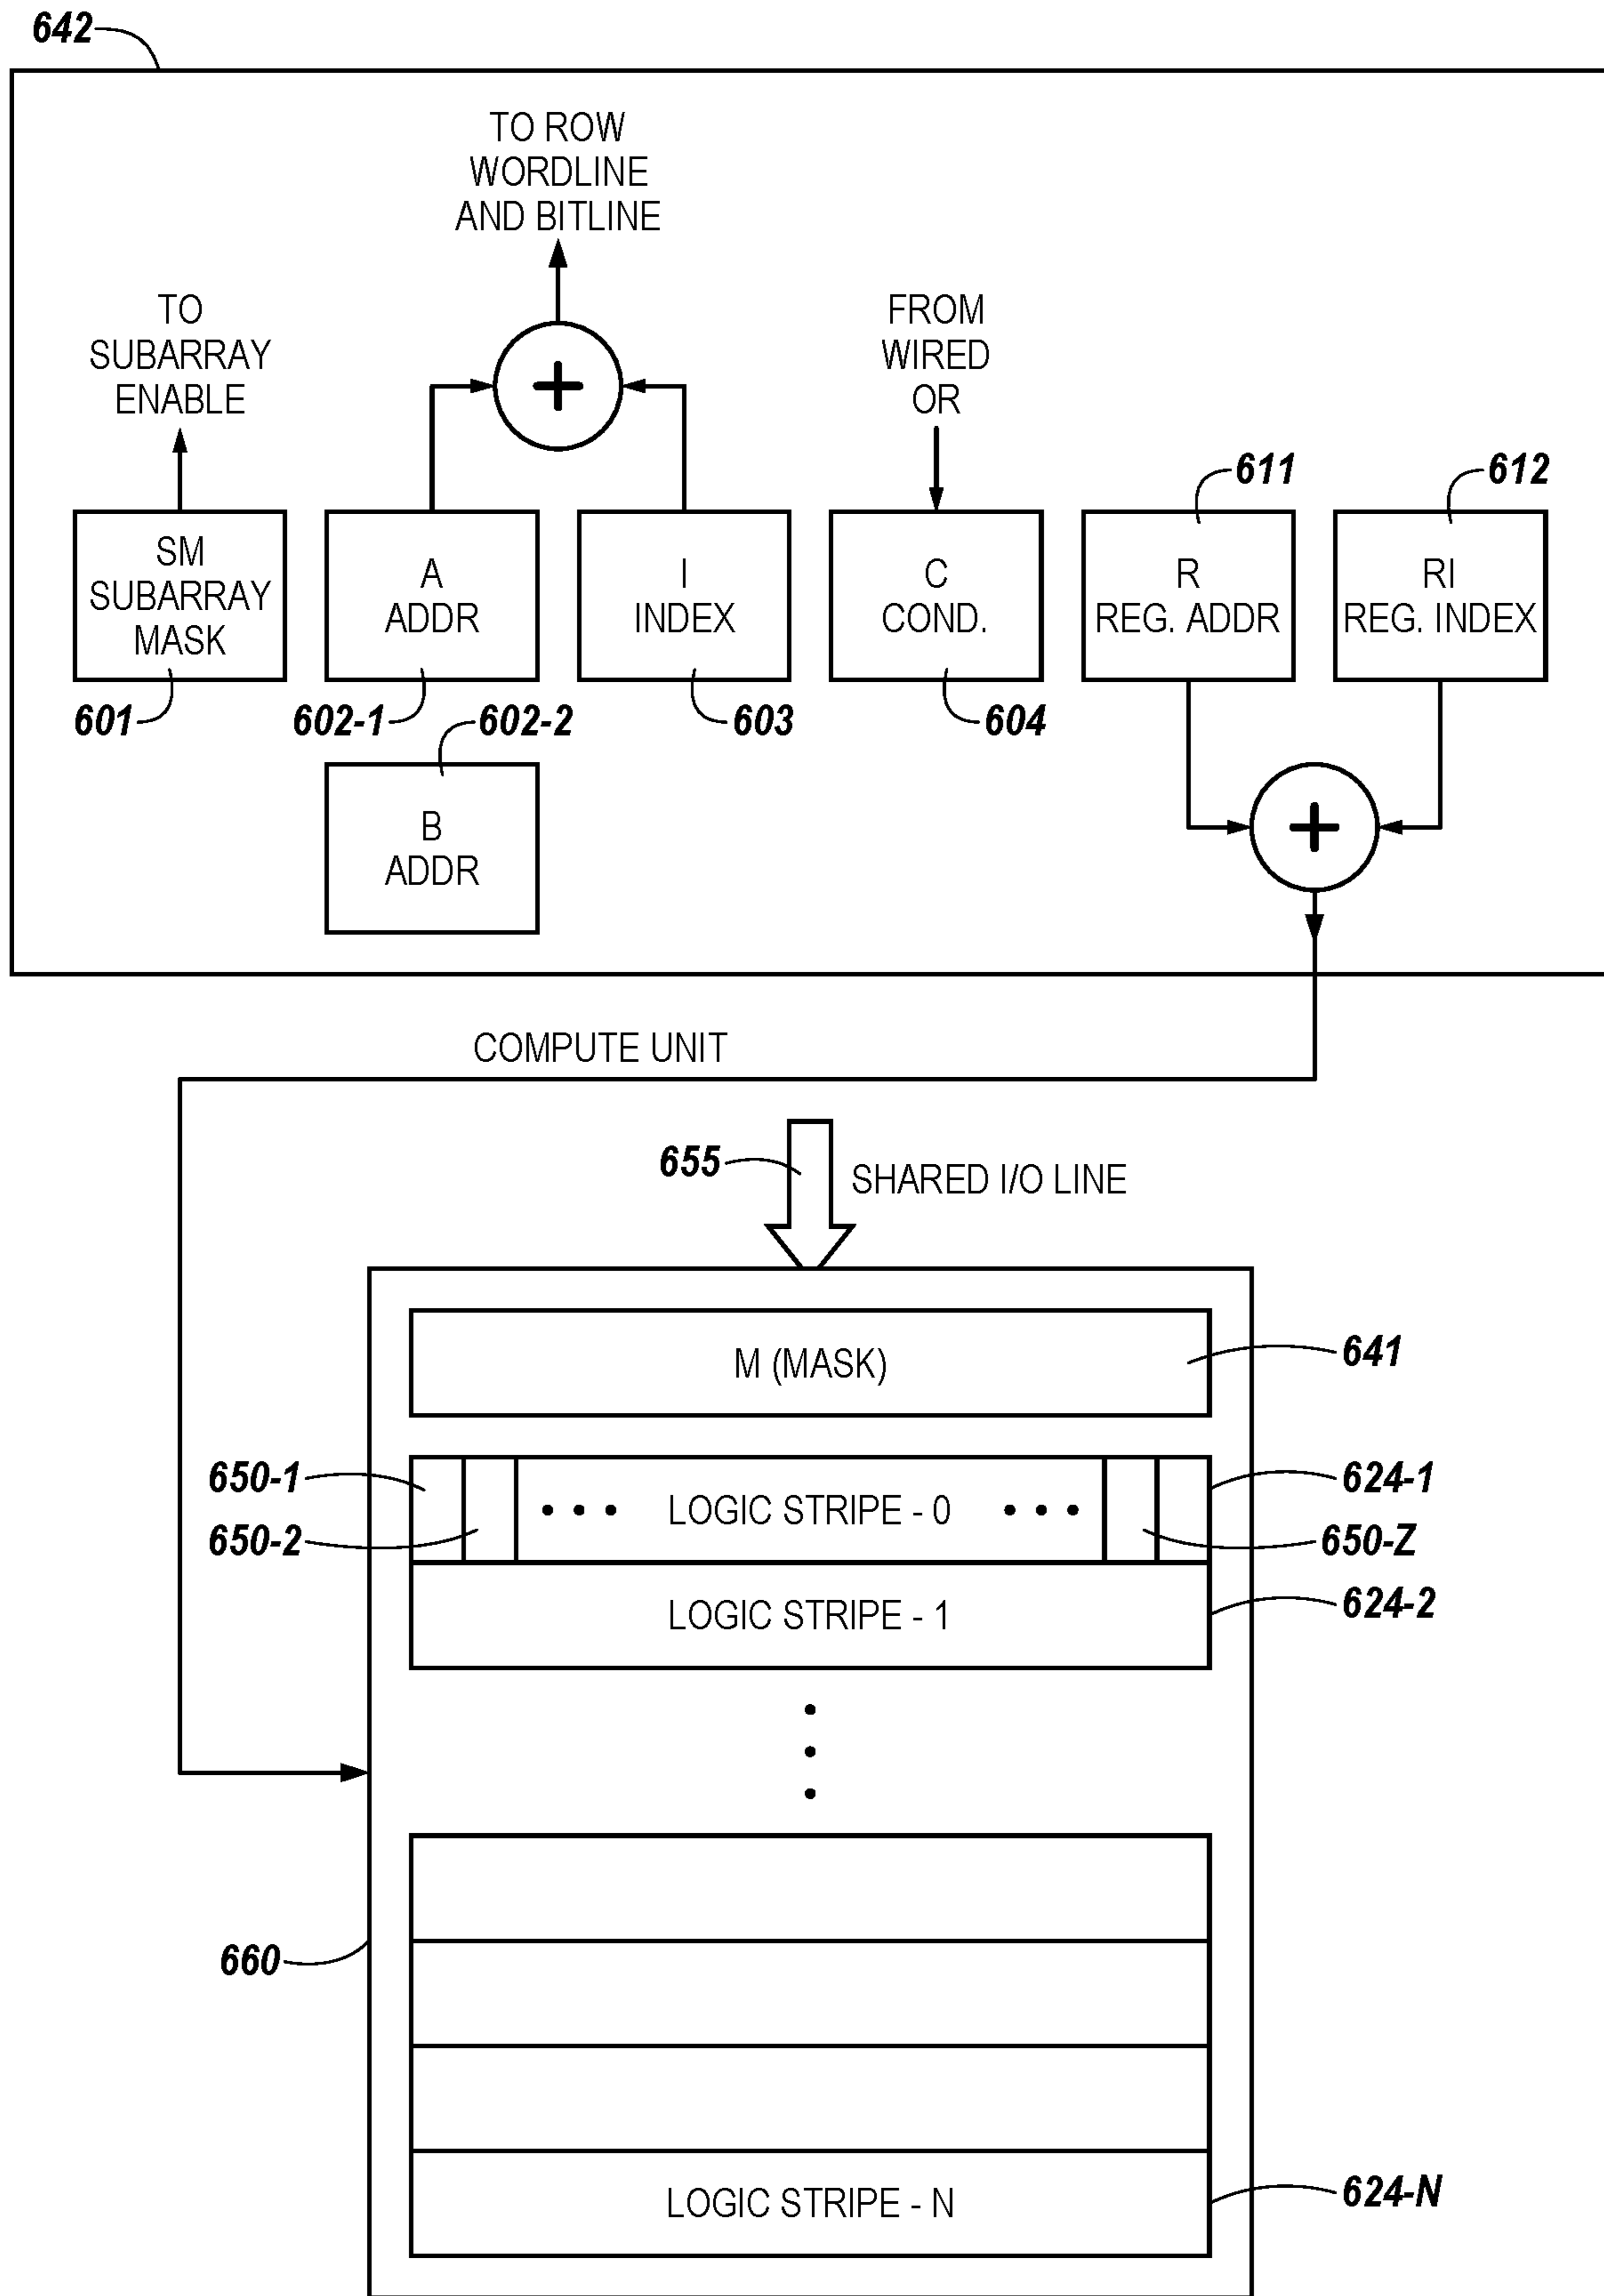 642
TO ROW
WORDLINE
AND BITLINE
TO
SUBARRAY
ENABLE
+
FROM
WIRED
OR
611
612
SM
SUBARRAY
MASK
A
ADDR
I
INDEX
C
COND.
R
REG. ADDR
RI
REG. INDEX
601
602-1
602-2
603
604
B
ADDR
+
COMPUTE UNIT
655
SHARED I/O LINE
M (MASK)
641
650-1
650-2
• • • LOGIC STRIPE - 0 • • •
624-1
650-Z
LOGIC STRIPE - 1
624-2
660
LOGIC STRIPE - N
624-N